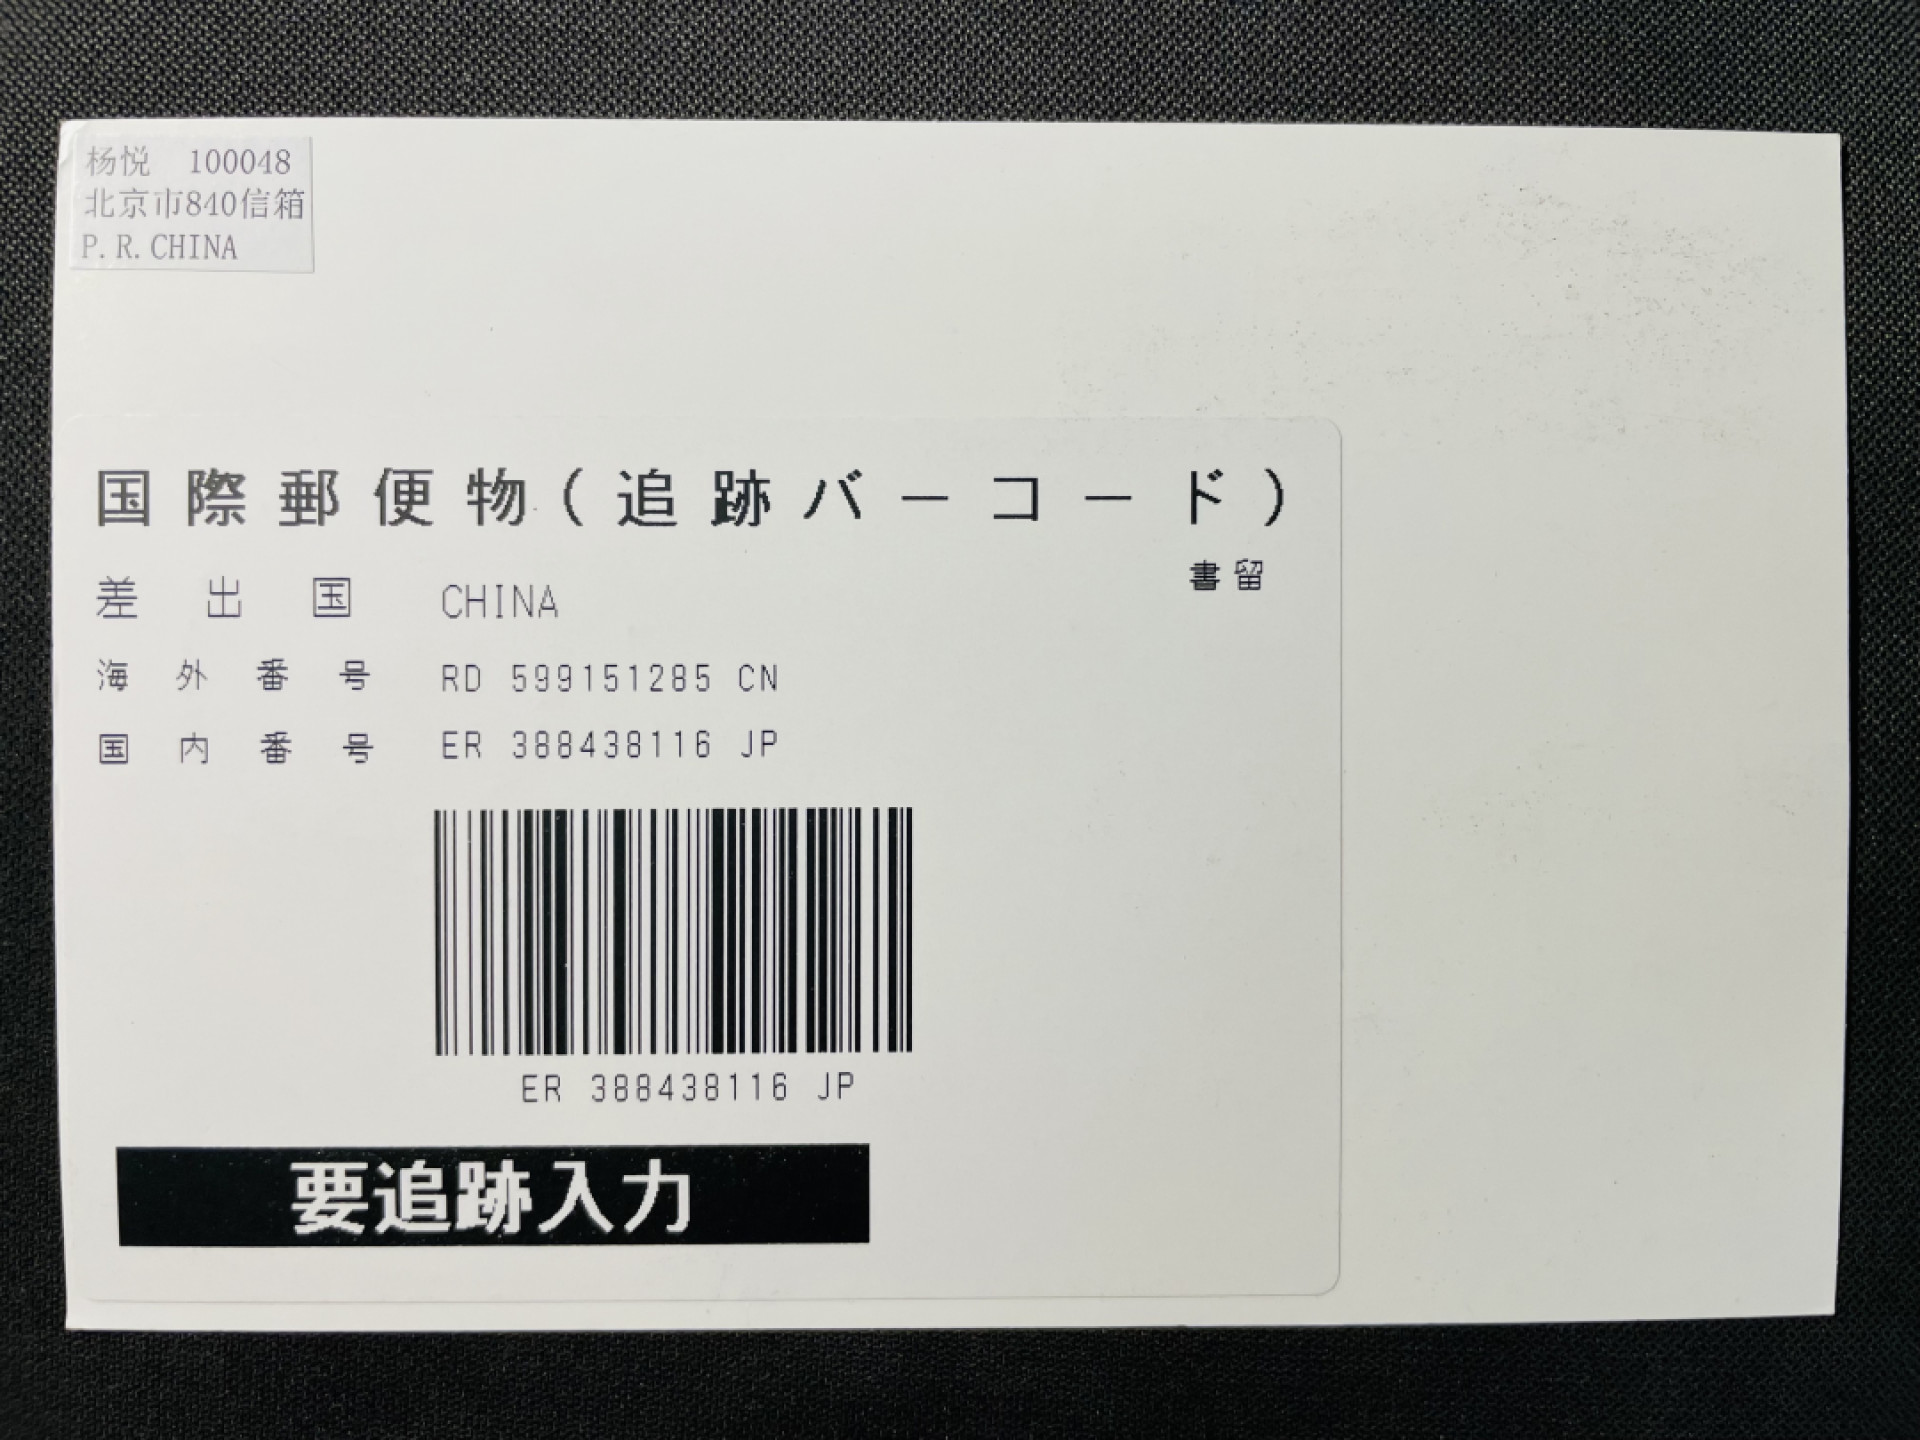 杨悦 100048
北京市840信箱
P.R.CHINA
国際郵便物(追跡バーコード)
書留
差出国 CHINA
海外番号 RD 599151285 CN
国内番号 ER 388438116 JP
ER 388438116 JP
要追跡入力